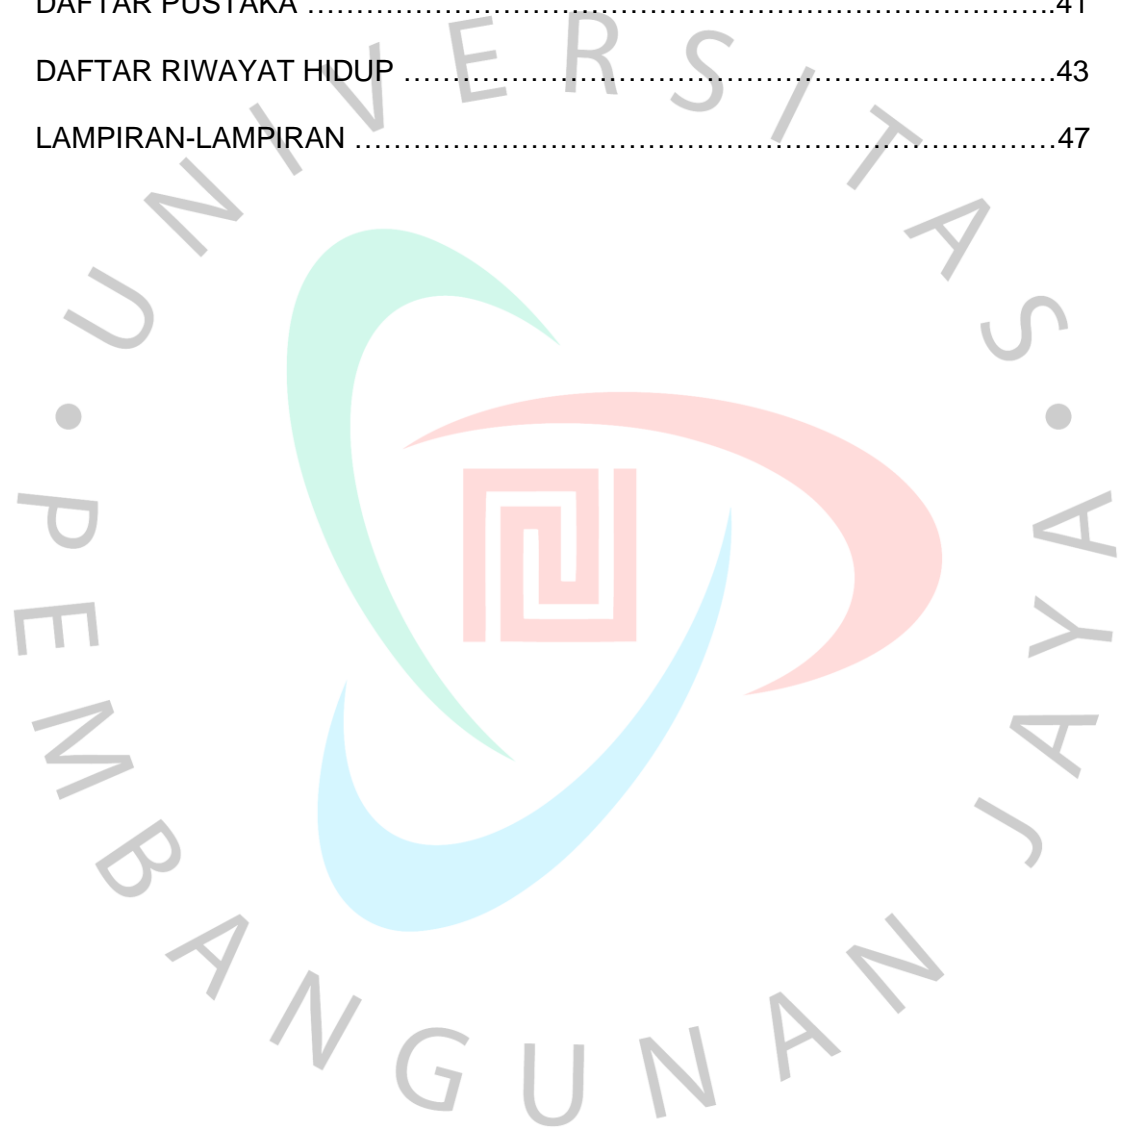 DAFTAR PUSTAKA ……………………………………………………………………………….41
DAFTAR RIWAYAT HIDUP …………………………………………………………………43
LAMPIRAN-LAMPIRAN ………………………………………………………………………47
UNIVERSITAS
• PEMBANGUNAN JAYA •